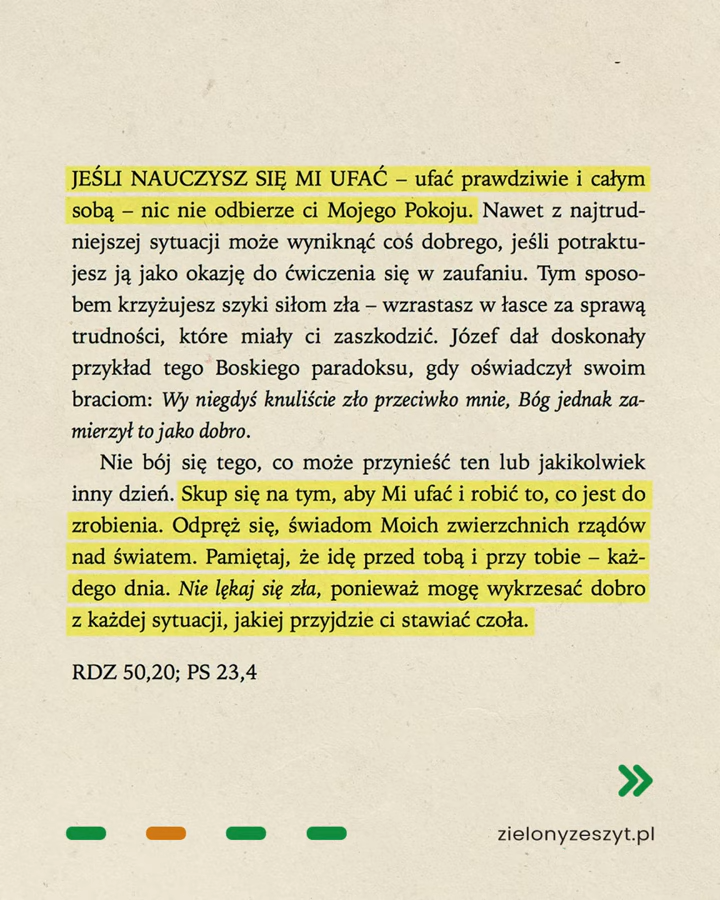 JEŚLI NAUCZYSZ SIĘ MI UFAĆ – ufać prawdziwie i całym
sobą – nic nie odbierze ci Mojego Pokoju. Nawet z najtrud-
niejszej sytuacji może wyniknąć coś dobrego, jeśli potraktu-
jesz ją jako okazję do ćwiczenia się w zaufaniu. Tym sposo-
bem krzyżujesz szyki siłom zła – wzrastasz w łasce za sprawą
trudności, które miały ci zaszkodzić. Józef dał doskonały
przykład tego Boskiego paradoksu, gdy oświadczył swoim
braciom: Wy niegdyś knuliście zło przeciwko mnie, Bóg jednak za-
mierzył to jako dobro.
Nie bój się tego, co może przynieść ten lub jakikolwiek
inny dzień. Skup się na tym, aby Mi ufać i robić to, co jest do
zrobienia. Odpręż się, świadom Moich zwierzchnich rządów
nad światem. Pamiętaj, że idę przed tobą i przy tobie – każ-
dego dnia. Nie lękaj się zła, ponieważ mogę wykrzesać dobro
z każdej sytuacji, jakiej przyjdzie ci stawiać czoła.
RDZ 50,20; PS 23,4
zielonyzeszyt.pl